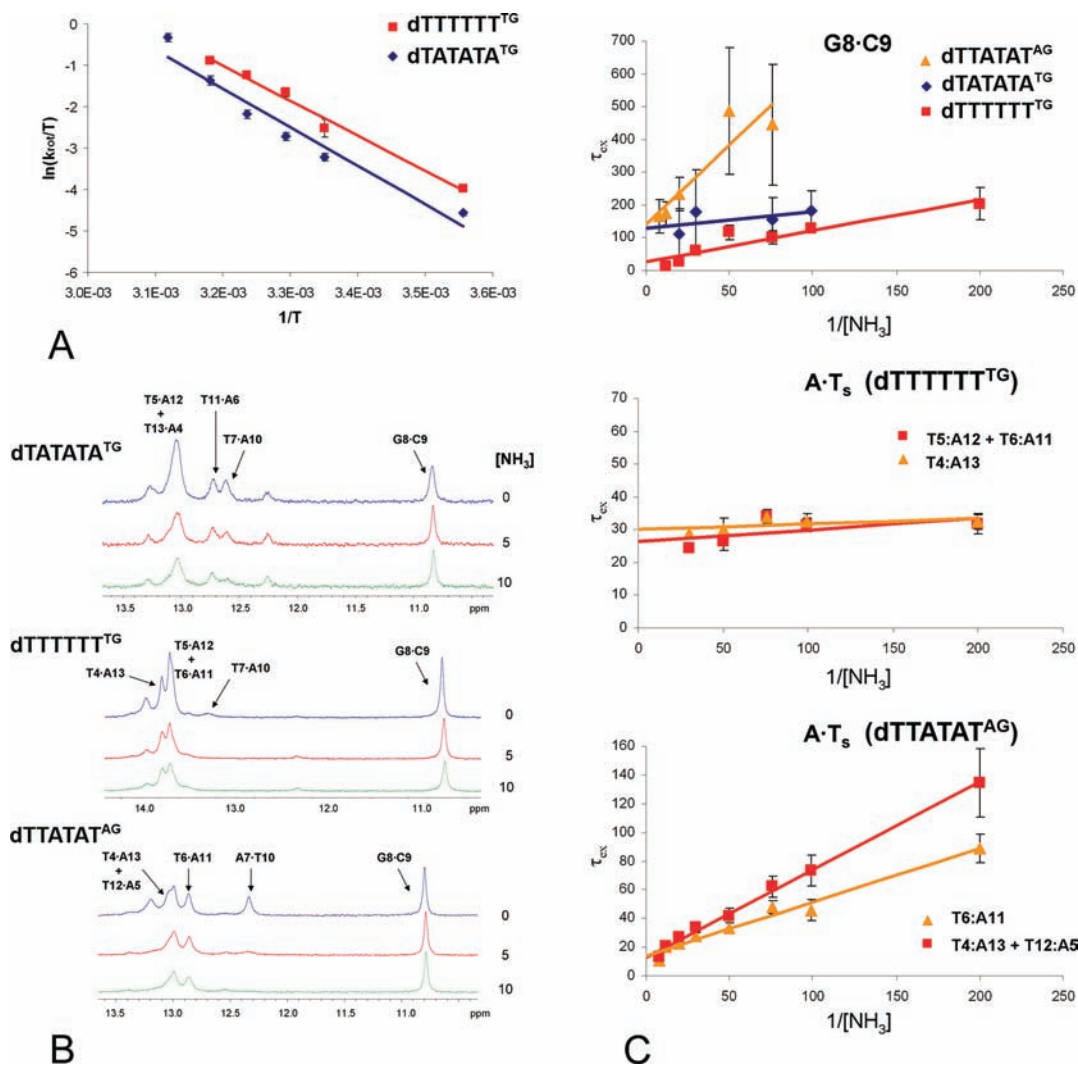 0
-1
-2
-3
-4
-5
-6
ln(krot/T)
3.0E-03 3.1E-03 3.2E-03 3.3E-03 3.4E-03 3.5E-03 3.6E-03
1/T
dTTTTTT^TG
dTATATA^TG
A
dTATATA^TG
T5·A12
+
T13·A4
T11·A6
T7·A10
G8·C9
[NH3]
0
5
10
13.5 13.0 12.5 12.0 11.5 11.0 ppm
dTTTTTT^TG
T4·A13
T5·A12
+
T6·A11
T7·A10
G8·C9
0
5
10
14.0 13.0 12.0 11.0 ppm
dTTATAT^AG
T4·A13
+
T12·A5
T6·A11
A7·T10
G8·C9
0
5
10
13.5 13.0 12.5 12.0 11.5 11.0 ppm
B
G8·C9
dTTATAT^AG
dTATATA^TG
dTTTTTT^TG
700
600
500
400
300
200
100
0
τex
0 50 100 150 200 250
1/[NH3]
A·Ts (dTTTTTT^TG)
T5:A12 + T6:A11
T4:A13
70
60
50
40
30
20
10
0
τex
0 50 100 150 200 250
1/[NH3]
A·Ts (dTTATAT^AG)
160
140
120
100
80
60
40
20
0
τex
T6:A11
T4:A13 + T12:A5
0 50 100 150 200 250
1/[NH3]
C